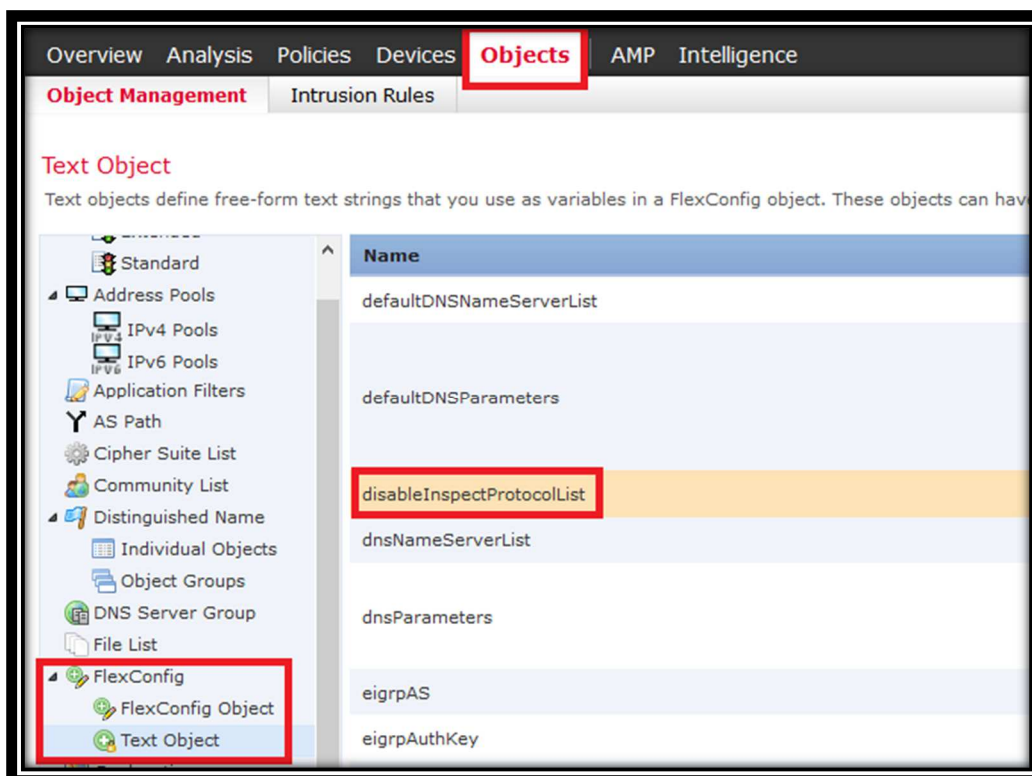 Overview Analysis Policies Devices Objects AMP Intelligence
Object Management Intrusion Rules
Text Object
Text objects define free-form text strings that you use as variables in a FlexConfig object. These objects can hav
Standard
Address Pools
IPv4 Pools
IPv6 Pools
Application Filters
AS Path
Cipher Suite List
Community List
Distinguished Name
Individual Objects
Object Groups
DNS Server Group
File List
FlexConfig
FlexConfig Object
Text Object
Name
defaultDNSNameServerList
defaultDNSParameters
disableInspectProtocolList
dnsNameServerList
dnsParameters
eigrpAS
eigrpAuthKey